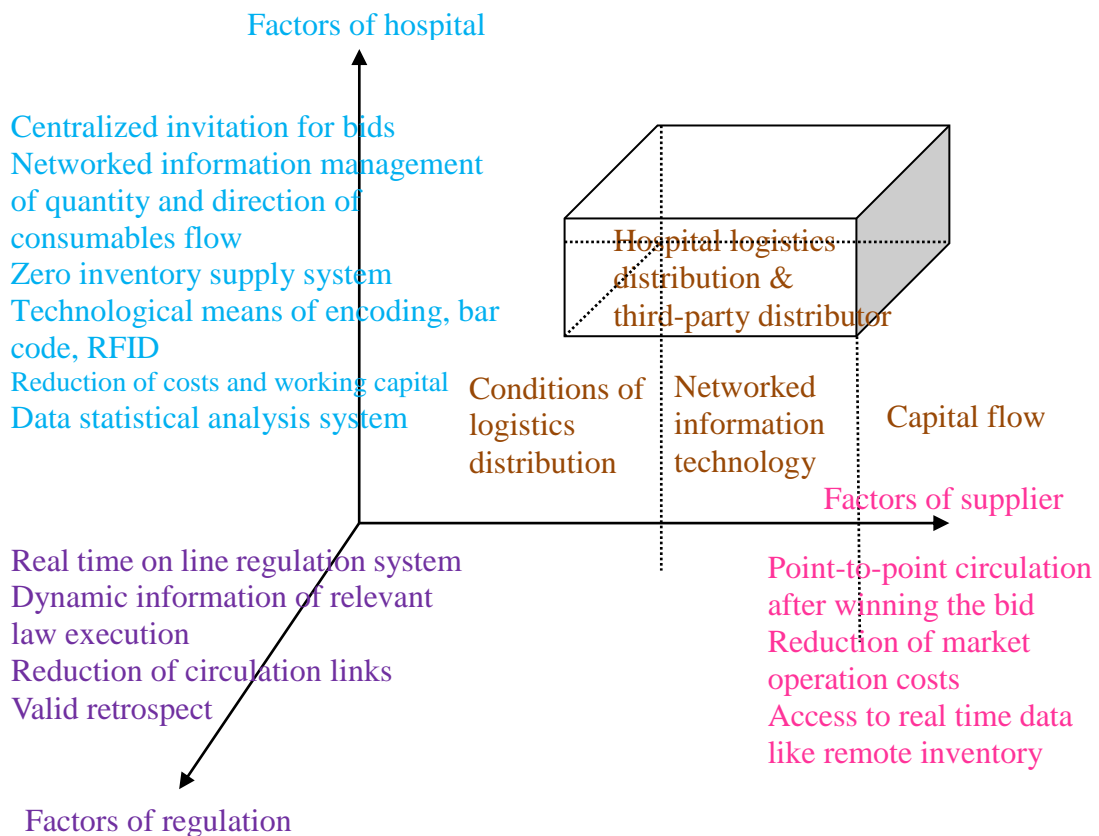 Factors of hospital
Centralized invitation for bids
Networked information management
of quantity and direction of
consumables flow
Zero inventory supply system
Technological means of encoding, bar
code, RFID
Reduction of costs and working capital
Data statistical analysis system
Hospital logistics
distribution &
third-party distributor
Conditions of
logistics
distribution
Networked
information
technology
Capital flow
Factors of supplier
Real time on line regulation system
Dynamic information of relevant
law execution
Reduction of circulation links
Valid retrospect
Point-to-point circulation
after winning the bid
Reduction of market
operation costs
Access to real time data
like remote inventory
Factors of regulation